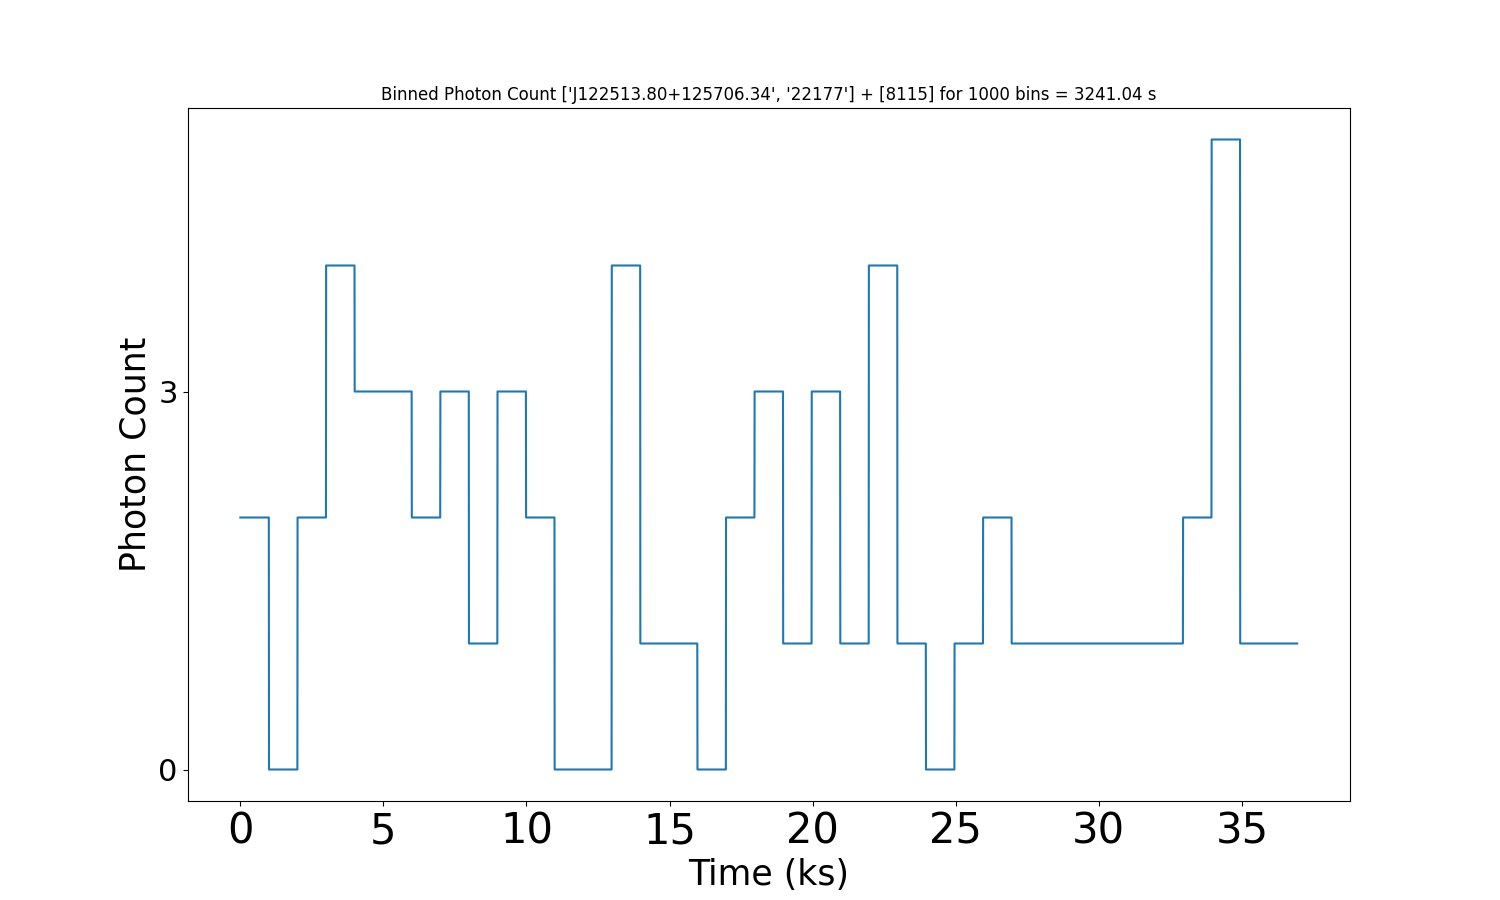 Binned Photon Count ['J122513.80+125706.34', '22177'] + [8115] for 1000 bins = 3241.04 s
Photon Count
3
0
0 5 10 15 20 25 30 35
Time (ks)